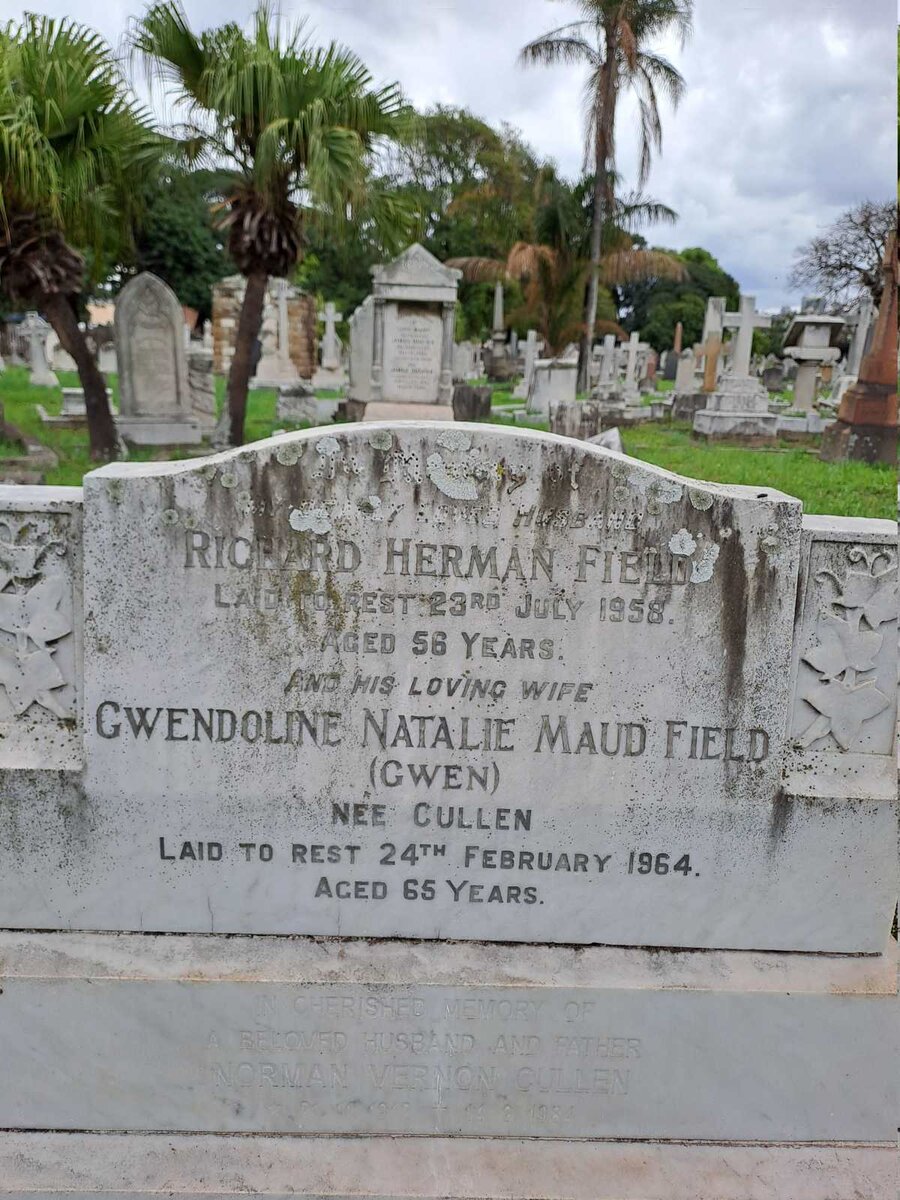 HUSBAND
RICHARD HERMAN FIELD
LAID TO REST 23RD JULY 1958.
AGED 56 YEARS.
AND HIS LOVING WIFE
GWENDOLINE NATALIE MAUD FIELD
(GWEN)
NEE CULLEN
LAID TO REST 24TH FEBRUARY 1964.
AGED 65 YEARS.
IN CHERISHED MEMORY OF
A BELOVED HUSBAND AND FATHER
NORMAN VERNON CULLEN